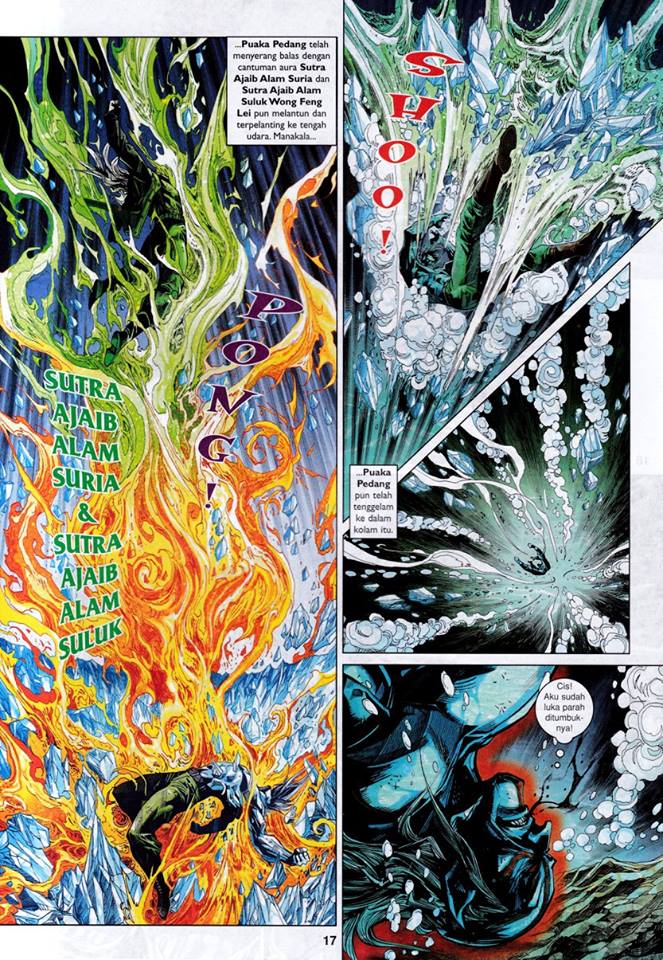 ...Puaka Pedang telah
menyerang balas dengan
cantuman aura Sutra
Ajaib Alam Suria dan
Sutra Ajaib Alam
Suluk Wong Feng
Lei pun melantun dan
terpelanting ke tengah
udara. Manakala...
PONG!
SUTRA
AJAIB
ALAM
SURIA
&
SUTRA
AJAIB
ALAM
SULUK
SHOO!
...Puaka
Pedang
pun telah
tenggelam
ke dalam
kolam itu.
Cis!
Aku sudah
luka parah
ditumbuk-
nya!
17